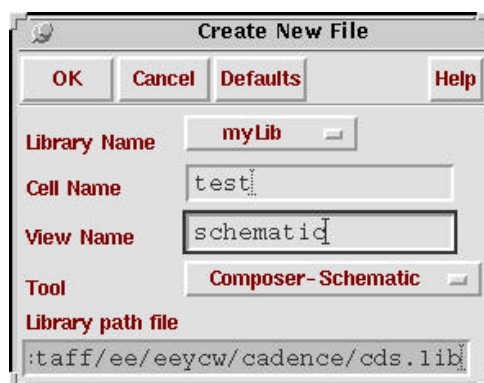 Create New File
OK Cancel Defaults Help
Library Name myLib
Cell Name test
View Name schematic
Tool Composer-Schematic
Library path file
:taff/ee/eeycw/cadence/cds.lib